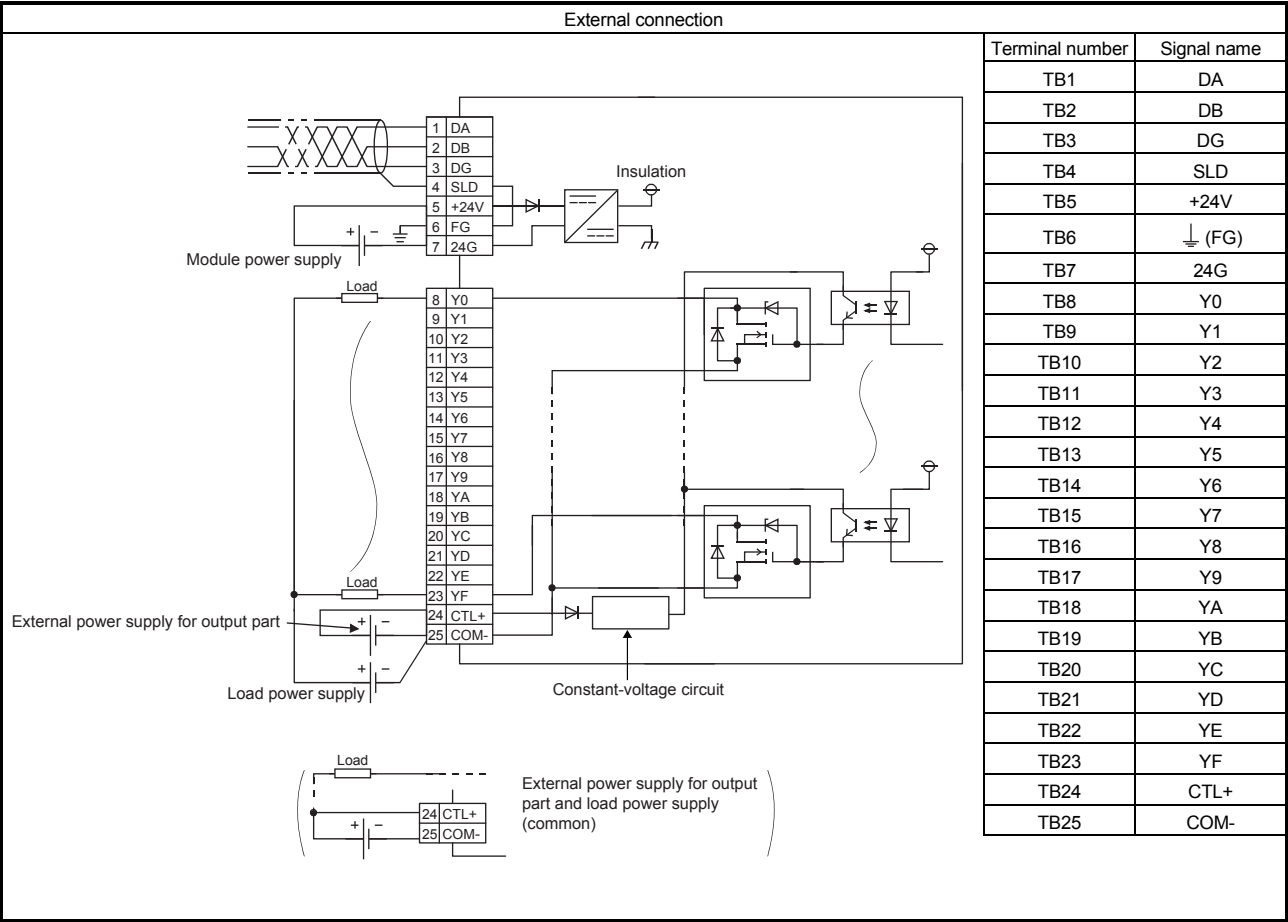 External connection
Terminal number Signal name
TB1 DA
TB2 DB
TB3 DG
TB4 SLD
TB5 +24V
TB6 ⏚ (FG)
TB7 24G
TB8 Y0
TB9 Y1
TB10 Y2
TB11 Y3
TB12 Y4
TB13 Y5
TB14 Y6
TB15 Y7
TB16 Y8
TB17 Y9
TB18 YA
TB19 YB
TB20 YC
TB21 YD
TB22 YE
TB23 YF
TB24 CTL+
TB25 COM-
1 DA
2 DB
3 DG
4 SLD
5 +24V
6 FG
7 24G
Insulation
+ −
Module power supply
Load
8 Y0
9 Y1
10 Y2
11 Y3
12 Y4
13 Y5
14 Y6
15 Y7
16 Y8
17 Y9
18 YA
19 YB
20 YC
21 YD
22 YE
23 YF
24 CTL+
25 COM-
Load
External power supply for output part
+ −
+ −
Load power supply
Constant-voltage circuit
Load
24 CTL+
25 COM-
+ −
External power supply for output
part and load power supply
(common)